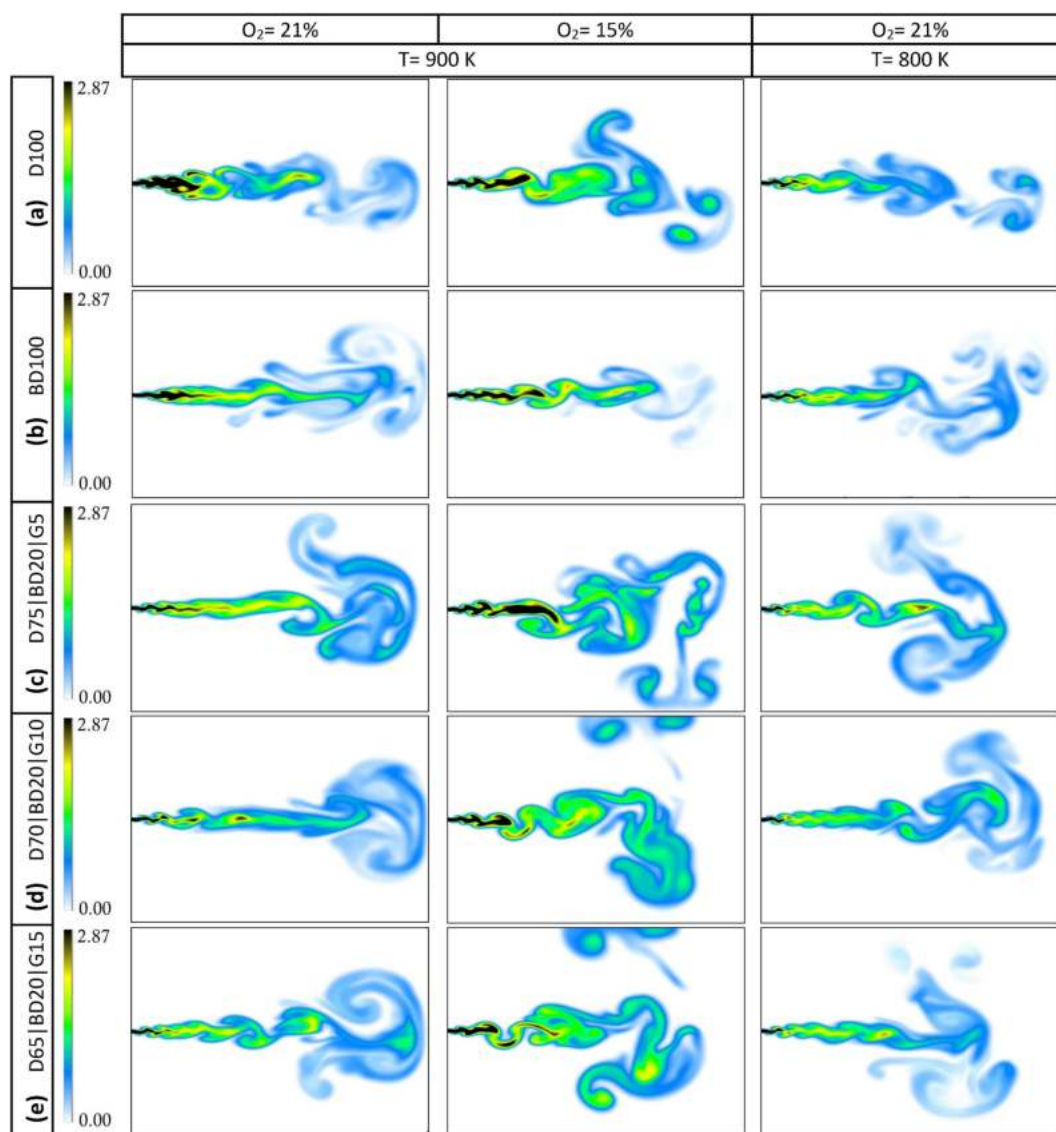 O₂= 21%	O₂= 15%	O₂= 21%
T= 900 K	T= 800 K
(a) D100
2.87
0.00
(b) BD100
2.87
0.00
(c) D75|BD20|G5
2.87
0.00
(d) D70|BD20|G10
2.87
0.00
(e) D65|BD20|G15
2.87
0.00